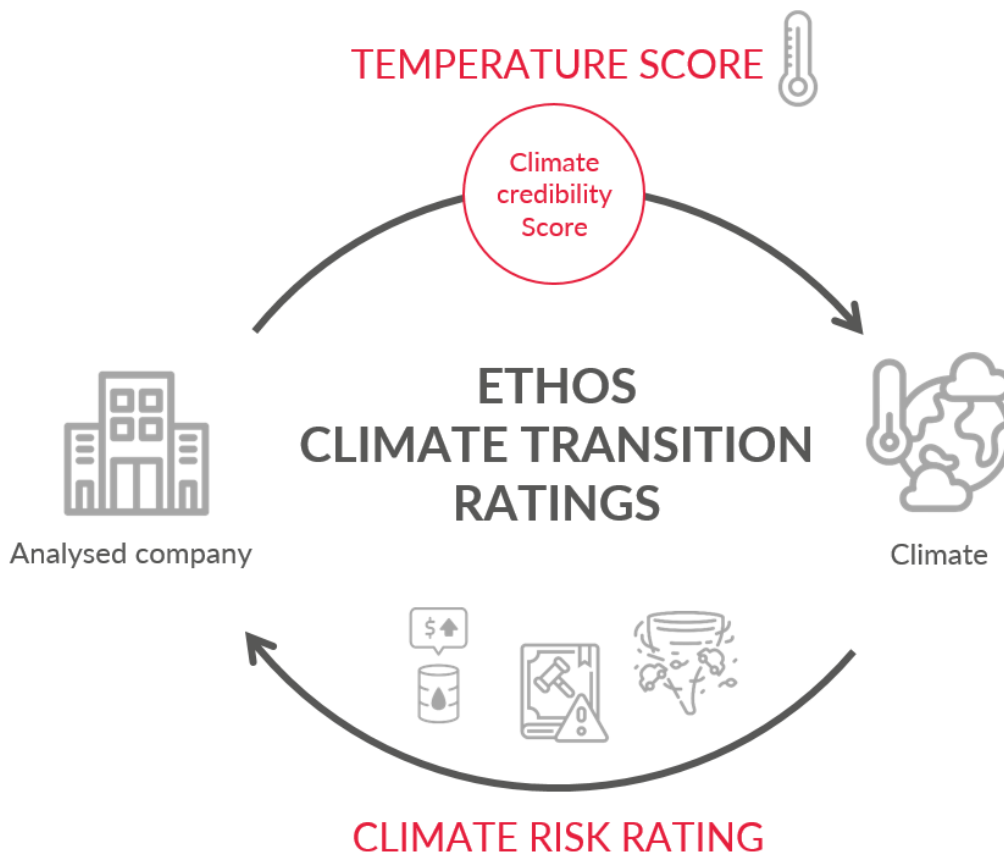 TEMPERATURE SCORE
Climate
credibility
Score
ETHOS
CLIMATE TRANSITION
RATINGS
Analysed company
Climate
$
CLIMATE RISK RATING